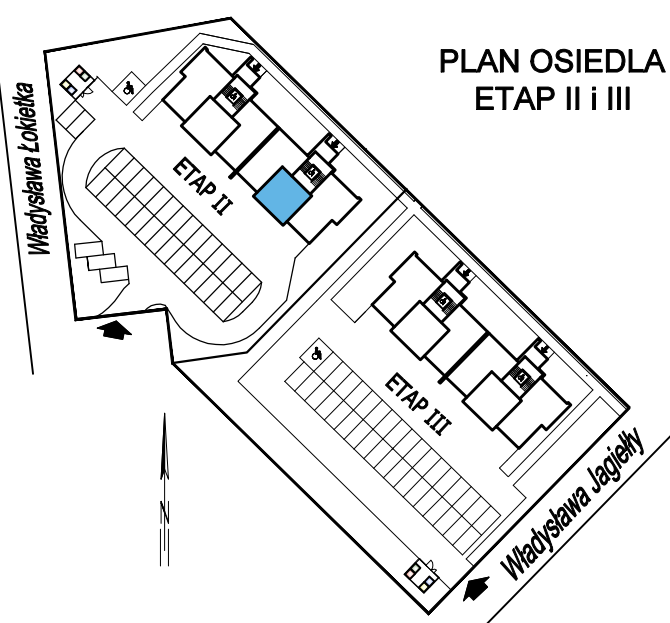 PLAN OSIEDLA
ETAP II i III
Władysława Łokietka
ETAP II
ETAP III
Władysława Jagiełły
N